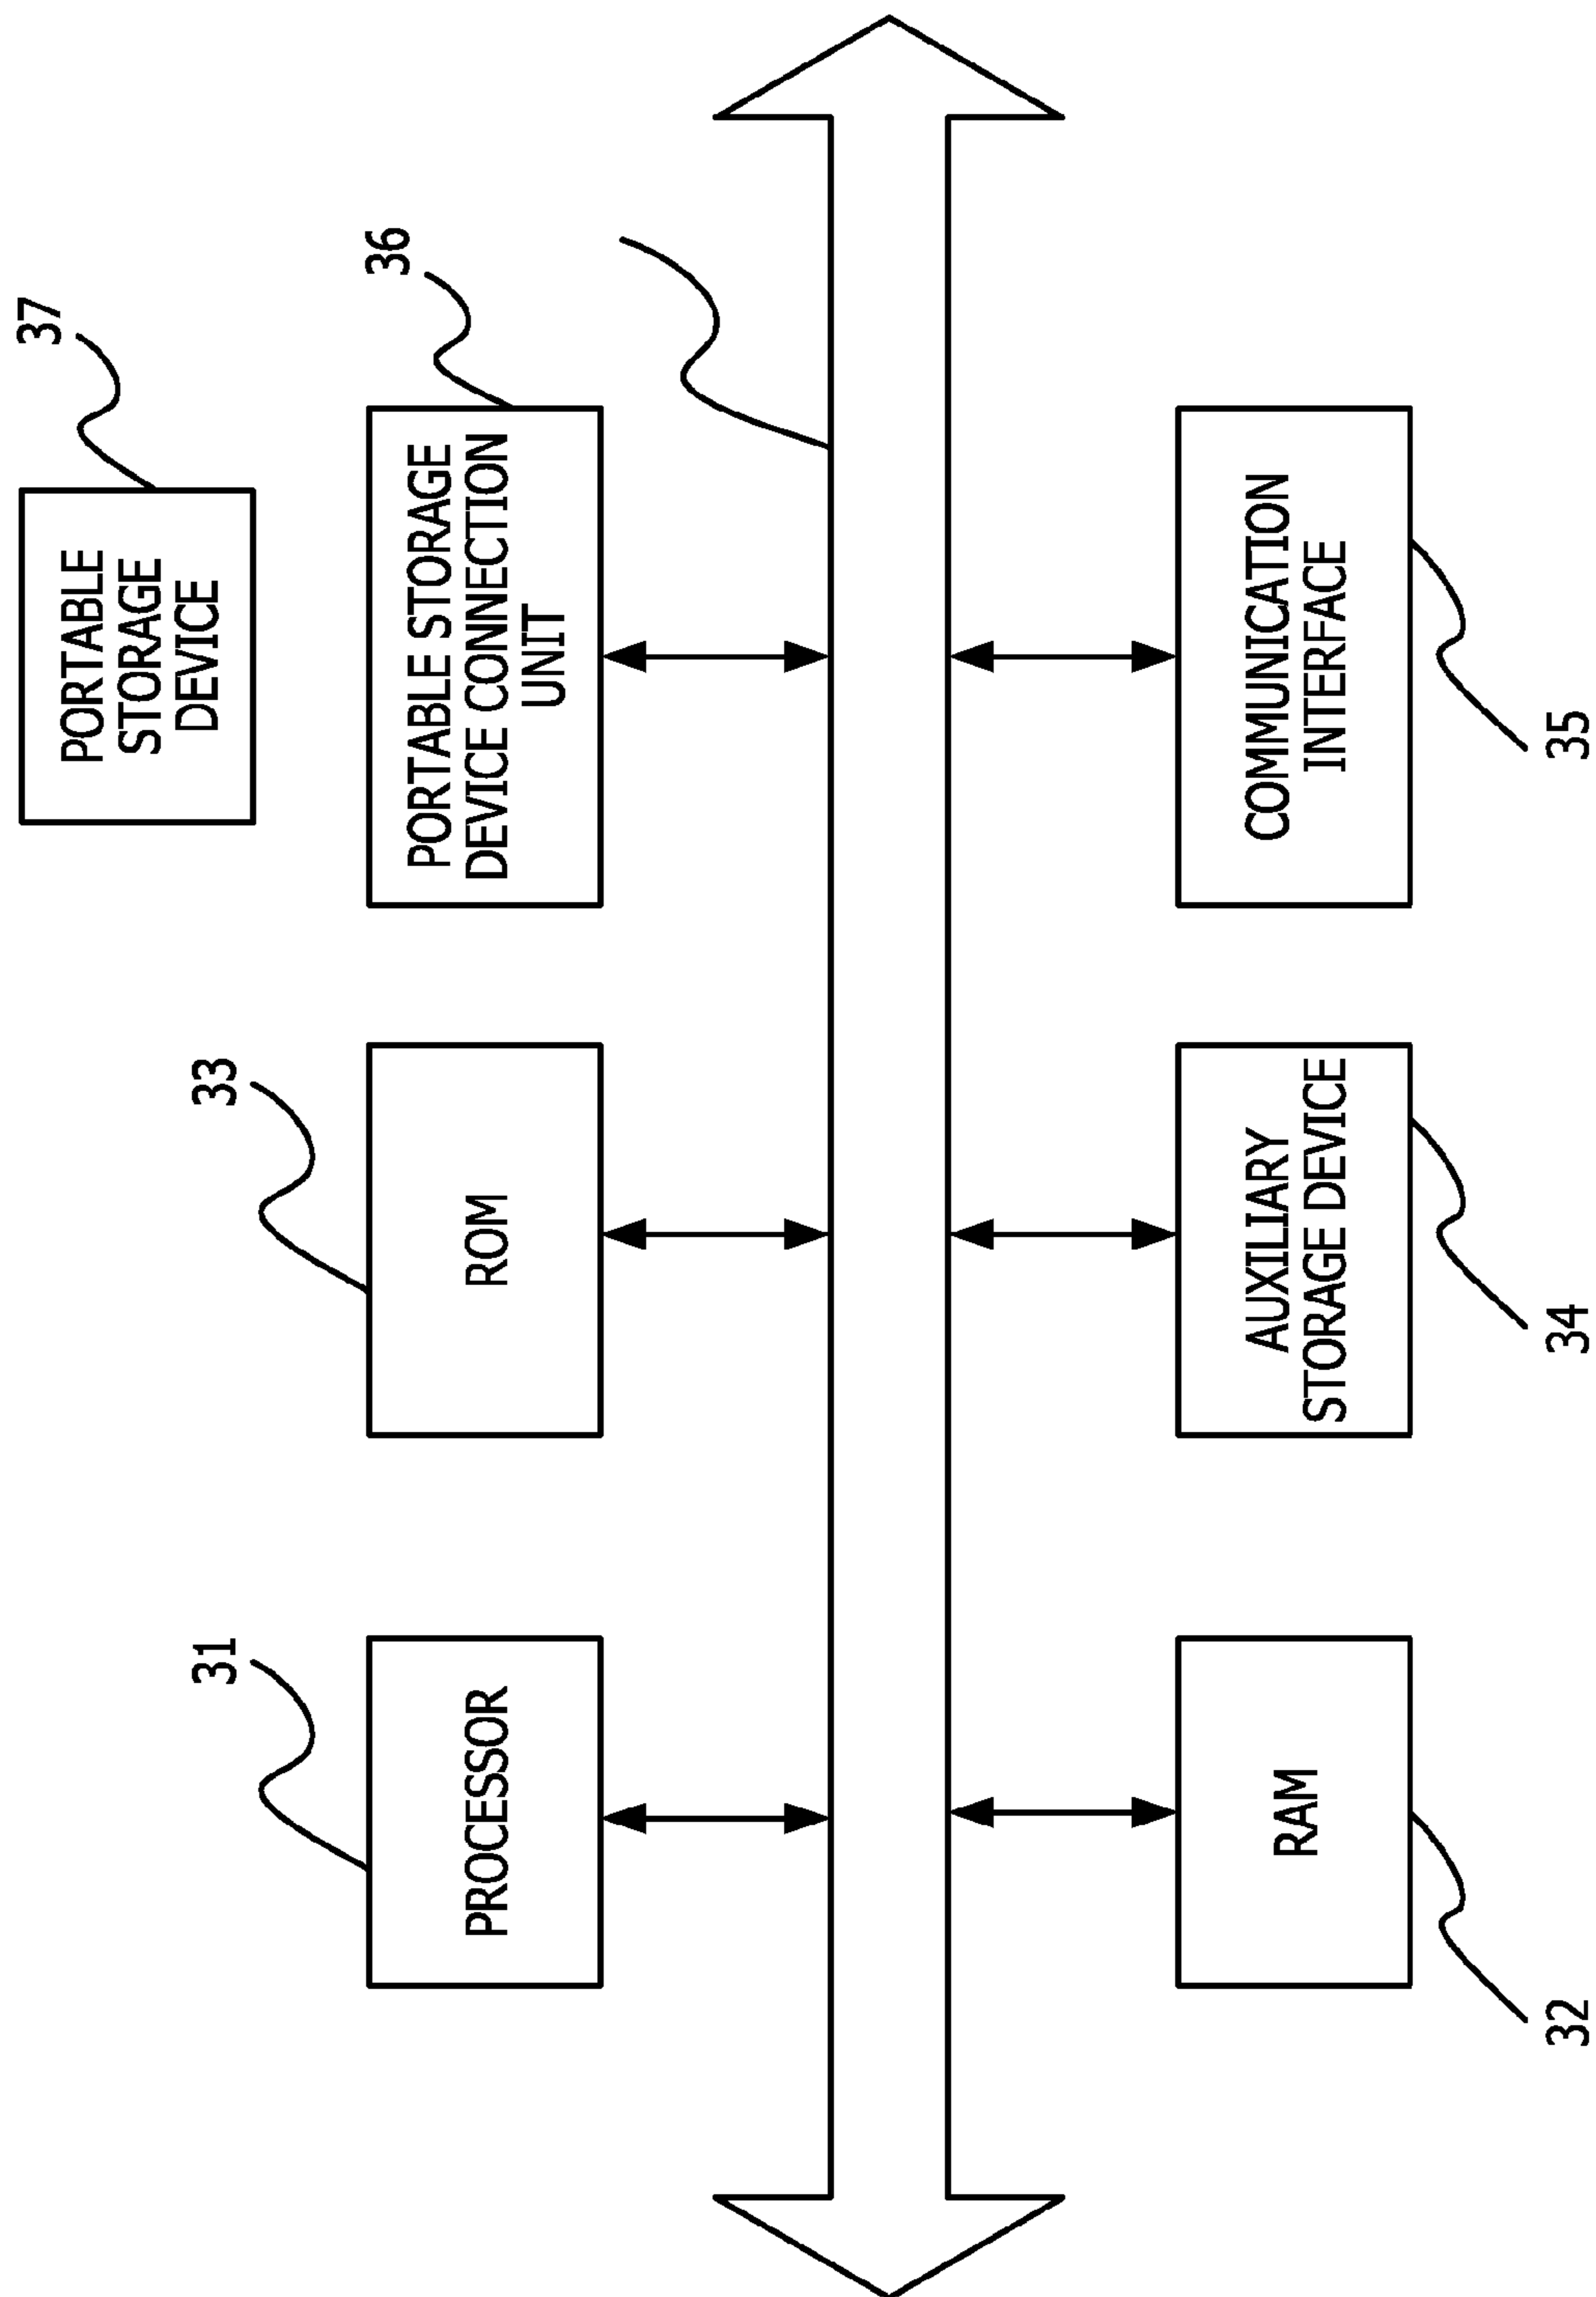 37
PORTABLE
STORAGE
DEVICE
31
33
36
PROCESSOR
ROM
PORTABLE STORAGE
DEVICE CONNECTION
UNIT
RAM
AUXILIARY
STORAGE DEVICE
COMMUNICATION
INTERFACE
32
34
35